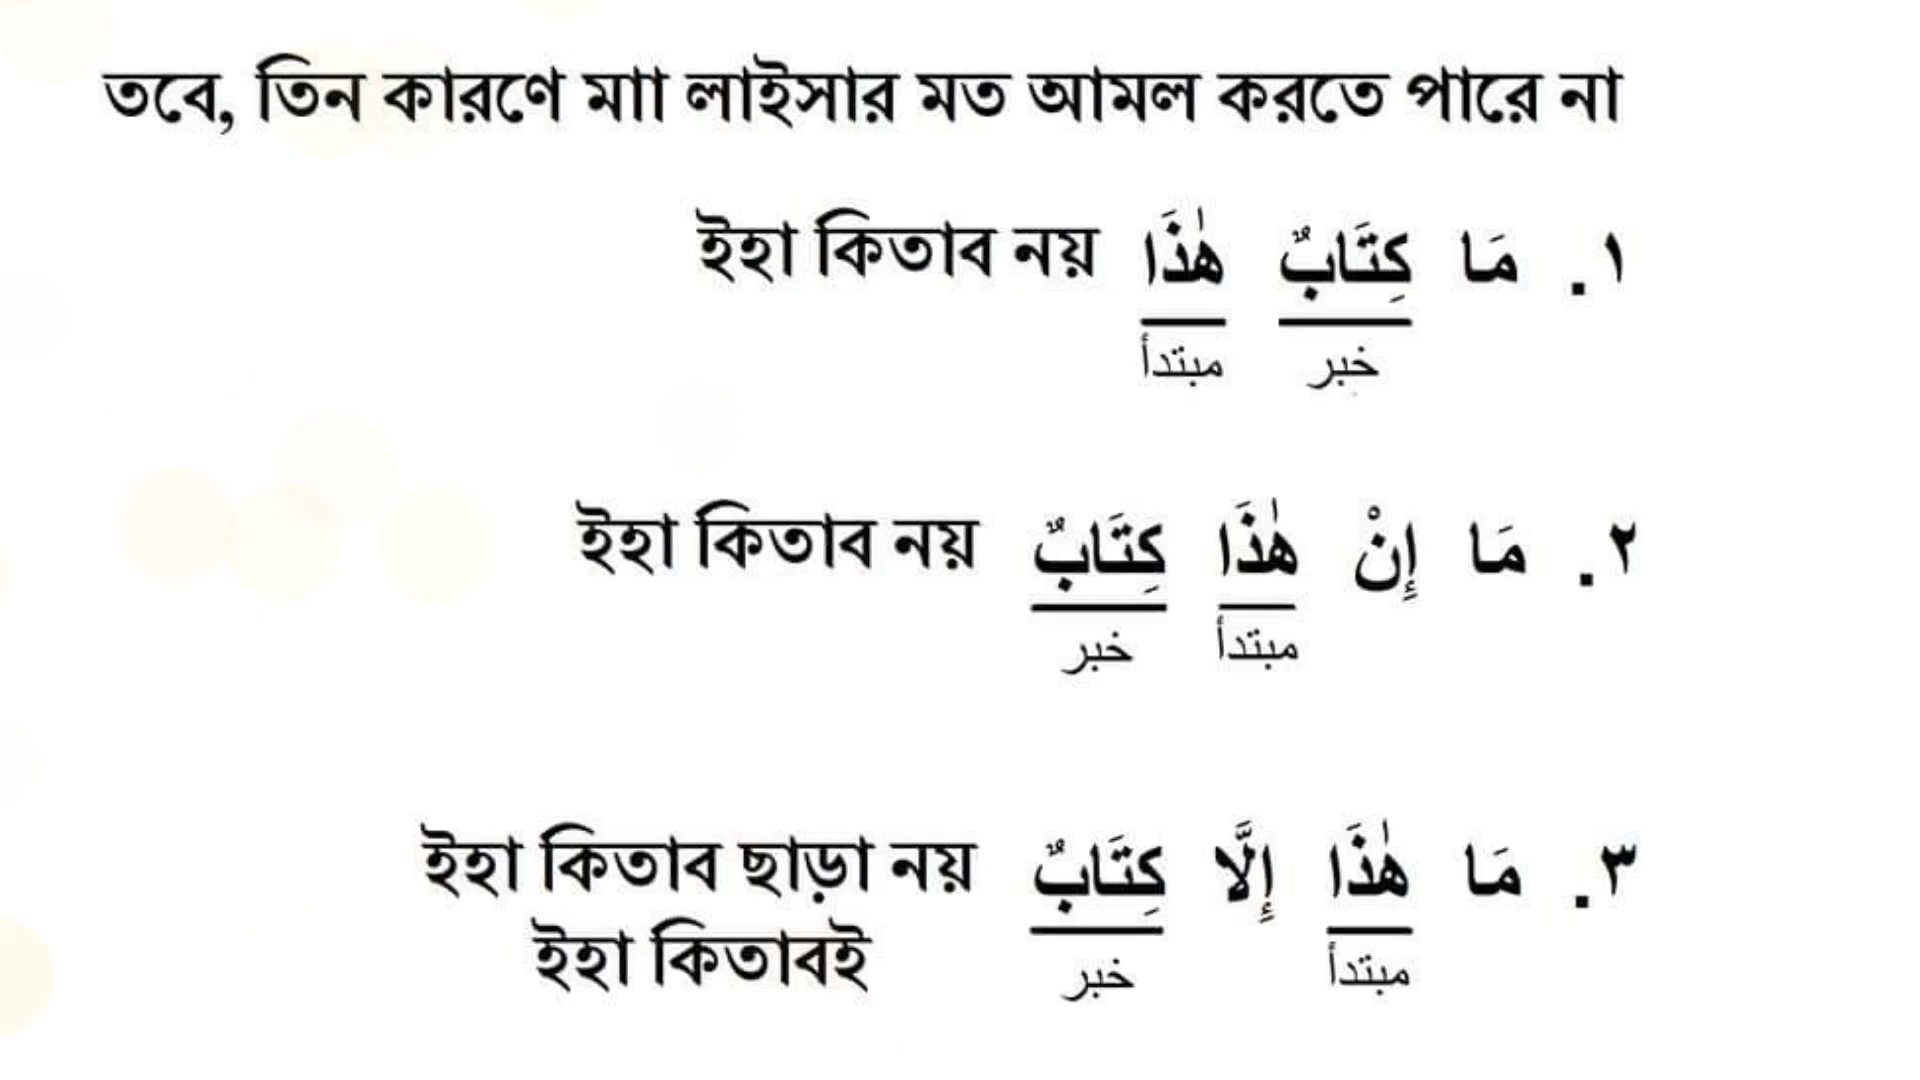 তবে, তিন কারণে মাা লাইসার মত আমল করতে পারে না
١. مَا كِتَابٌ هٰذَا ইহা কিতাব নয়
خبر مبتدأ
٢. مَا إِنْ هٰذَا كِتَابٌ ইহা কিতাব নয়
مبتدأ خبر
٣. مَا هٰذَا إِلَّا كِتَابٌ ইহা কিতাব ছাড়া নয়
ইহা কিতাবই
مبتدأ خبر